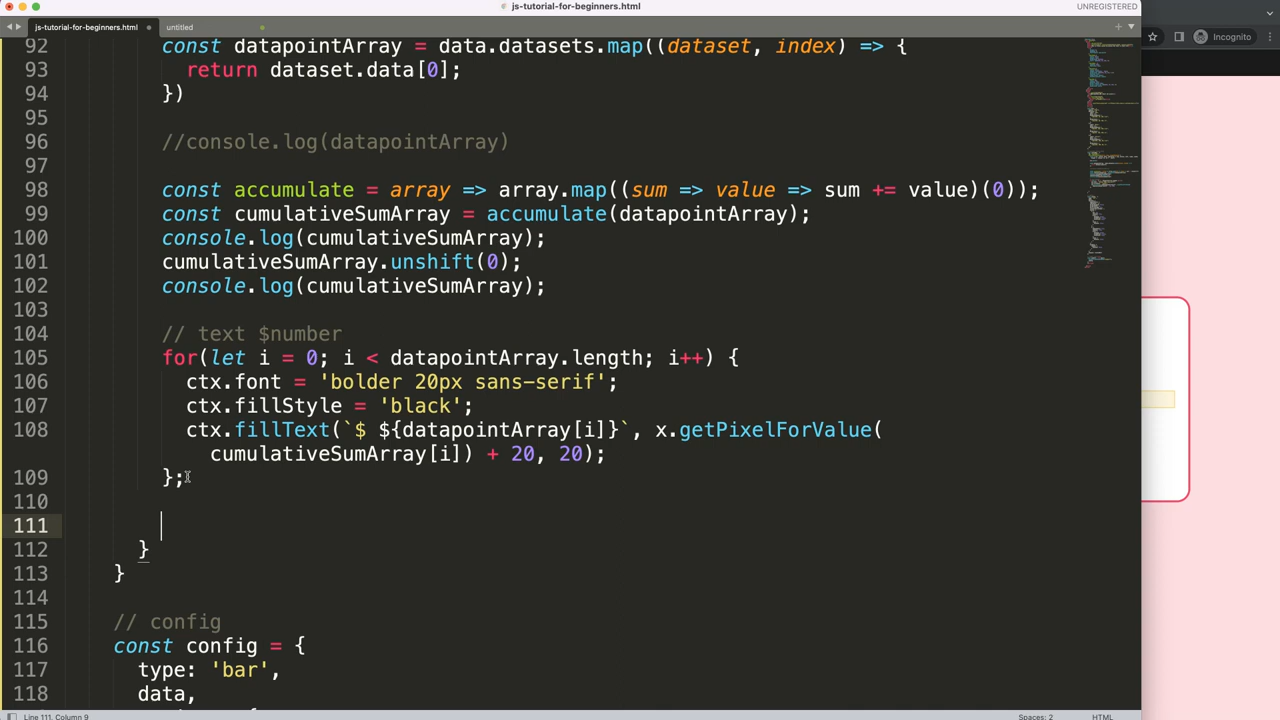 js-tutorial-for-beginners.html
UNREGISTERED
js-tutorial-for-beginners.html
untitled
Incognito
92 const datapointArray = data.datasets.map((dataset, index) => {
93 return dataset.data[0];
94 })
95
96 //console.log(datapointArray)
97
98 const accumulate = array => array.map((sum => value => sum += value)(0));
99 const cumulativeSumArray = accumulate(datapointArray);
100 console.log(cumulativeSumArray);
101 cumulativeSumArray.unshift(0);
102 console.log(cumulativeSumArray);
103
104 // text $number
105 for(let i = 0; i < datapointArray.length; i++) {
106 ctx.font = 'bolder 20px sans-serif';
107 ctx.fillStyle = 'black';
108 ctx.fillText(`$ ${datapointArray[i]}`, x.getPixelForValue(
cumulativeSumArray[i]) + 20, 20);
109 };
110
111
112 }
113 }
114
115 // config
116 const config = {
117 type: 'bar',
118 data,
Line 111, Column 9
Spaces: 2
HTML